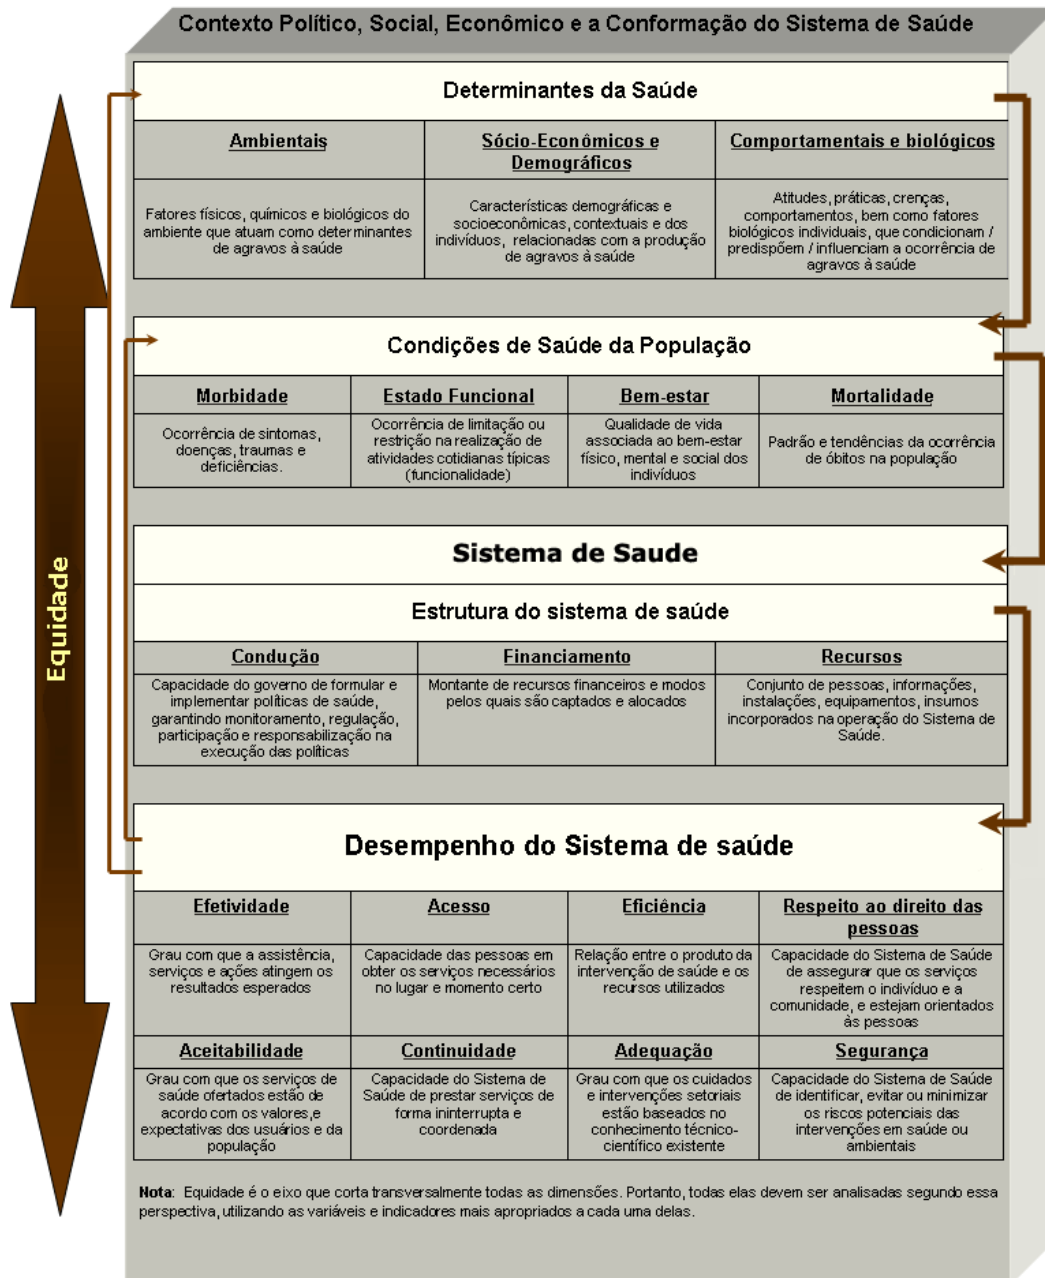 Contexto Político, Social, Econômico e a Conformação do Sistema de Saúde
Equidade
Determinantes da Saúde
Ambientais
Fatores físicos, químicos e biológicos do
ambiente que atuam como determinantes
de agravos à saúde
Sócio-Econômicos e
Demográficos
Características demográficas e
socioeconômicas, contextuais e dos
indivíduos, relacionadas com a produção
de agravos à saúde
Comportamentais e biológicos
Atitudes, práticas, crenças,
comportamentos, bem como fatores
biológicos individuais, que condicionam /
predispõem / influenciam a ocorrência de
agravos à saúde
Condições de Saúde da População
Morbidade
Ocorrência de sintomas,
doenças, traumas e
deficiências.
Estado Funcional
Ocorrência de limitação ou
restrição na realização de
atividades cotidianas típicas
(funcionalidade)
Bem-estar
Qualidade de vida
associada ao bem-estar
físico, mental e social dos
indivíduos
Mortalidade
Padrão e tendências da ocorrência
de óbitos na população
Sistema de Saude
Estrutura do sistema de saúde
Condução
Capacidade do governo de formular e
implementar políticas de saúde,
garantindo monitoramento, regulação,
participação e responsabilização na
execução das políticas
Financiamento
Montante de recursos financeiros e modos
pelos quais são captados e alocados
Recursos
Conjunto de pessoas, informações,
instalações, equipamentos, insumos
incorporados na operação do Sistema de
Saúde.
Desempenho do Sistema de saúde
Efetividade
Grau com que a assistência,
serviços e ações atingem os
resultados esperados
Acesso
Capacidade das pessoas em
obter os serviços necessários
no lugar e momento certo
Eficiência
Relação entre o produto da
intervenção de saúde e os
recursos utilizados
Respeito ao direito das
pessoas
Capacidade do Sistema de Saúde
de assegurar que os serviços
respeitem o indivíduo e a
comunidade, e estejam orientados
às pessoas
Aceitabilidade
Grau com que os serviços de
saúde ofertados estão de
acordo com os valores,e
expectativas dos usuários e da
população
Continuidade
Capacidade do Sistema de
Saúde de prestar serviços de
forma ininterrupta e
coordenada
Adequação
Grau com que os cuidados
e intervenções setoriais
estão baseados no
conhecimento técnico-
científico existente
Segurança
Capacidade do Sistema de Saúde
de identificar, evitar ou minimizar
os riscos potenciais das
intervenções em saúde ou
ambientais
Nota: Equidade é o eixo que corta transversalmente todas as dimensões. Portanto, todas elas devem ser analisadas segundo essa
perspectiva, utilizando as variáveis e indicadores mais apropriados a cada uma delas.